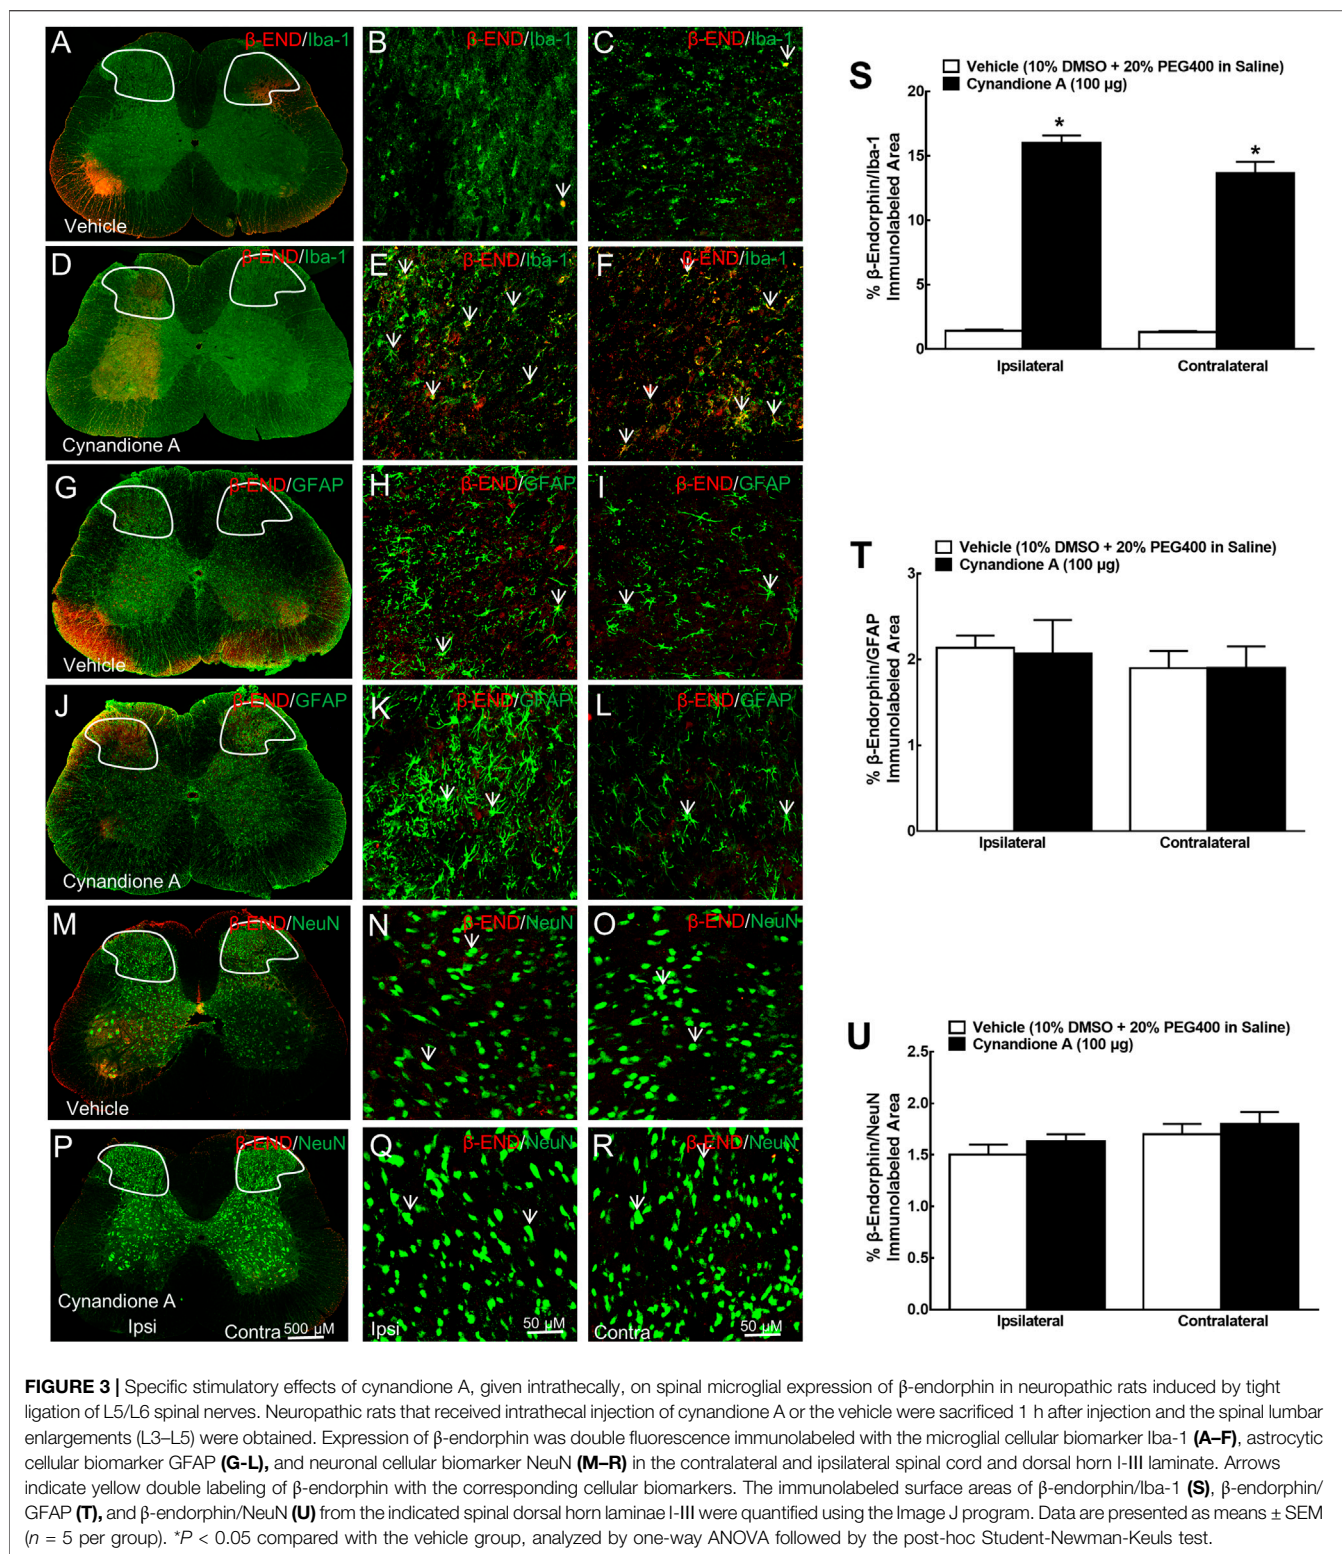 A β-END/Iba-1
Vehicle
B β-END/Iba-1
C β-END/Iba-1
D β-END/Iba-1
Cynandione A
E β-END/Iba-1
F β-END/Iba-1
G β-END/GFAP
Vehicle
H β-END/GFAP
I β-END/GFAP
J β-END/GFAP
Cynandione A
K β-END/GFAP
L β-END/GFAP
M β-END/NeuN
Vehicle
N β-END/NeuN
O β-END/NeuN
P β-END/NeuN
Cynandione A
Ipsi
Contra 500 μM
Q β-END/NeuN
Ipsi 50 μM
R β-END/NeuN
Contra 50 μM
S
Vehicle (10% DMSO + 20% PEG400 in Saline)
Cynandione A (100 μg)
% β-Endorphin/Iba-1
Immunolabeled Area
20
15
10
5
0
*
*
Ipsilateral Contralateral
T
Vehicle (10% DMSO + 20% PEG400 in Saline)
Cynandione A (100 μg)
% β-Endorphin/GFAP
Immunolabeled Area
3
2
1
0
Ipsilateral Contralateral
U
Vehicle (10% DMSO + 20% PEG400 in Saline)
Cynandione A (100 μg)
% β-Endorphin/NeuN
Immunolabeled Area
2.5
2.0
1.5
1.0
0.5
0.0
Ipsilateral Contralateral
FIGURE 3 | Specific stimulatory effects of cynandione A, given intrathecally, on spinal microglial expression of β-endorphin in neuropathic rats induced by tight
ligation of L5/L6 spinal nerves. Neuropathic rats that received intrathecal injection of cynandione A or the vehicle were sacrificed 1 h after injection and the spinal lumbar
enlargements (L3–L5) were obtained. Expression of β-endorphin was double fluorescence immunolabeled with the microglial cellular biomarker Iba-1 (A–F), astrocytic
cellular biomarker GFAP (G-L), and neuronal cellular biomarker NeuN (M–R) in the contralateral and ipsilateral spinal cord and dorsal horn I-III laminate. Arrows
indicate yellow double labeling of β-endorphin with the corresponding cellular biomarkers. The immunolabeled surface areas of β-endorphin/Iba-1 (S), β-endorphin/
GFAP (T), and β-endorphin/NeuN (U) from the indicated spinal dorsal horn laminae I-III were quantified using the Image J program. Data are presented as means ± SEM
(n = 5 per group). *P < 0.05 compared with the vehicle group, analyzed by one-way ANOVA followed by the post-hoc Student-Newman-Keuls test.